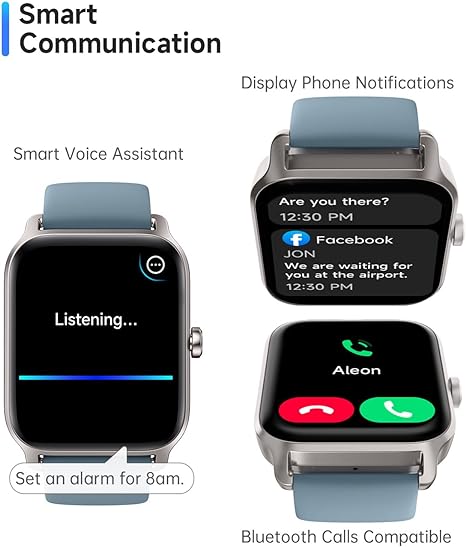 Smart
Communication
Display Phone Notifications
Smart Voice Assistant
Are you there?
12:30 PM
Facebook
JON
We are waiting for
you at the airport.
12:30 PM
Listening...
Aleon
Set an alarm for 8am.
Bluetooth Calls Compatible